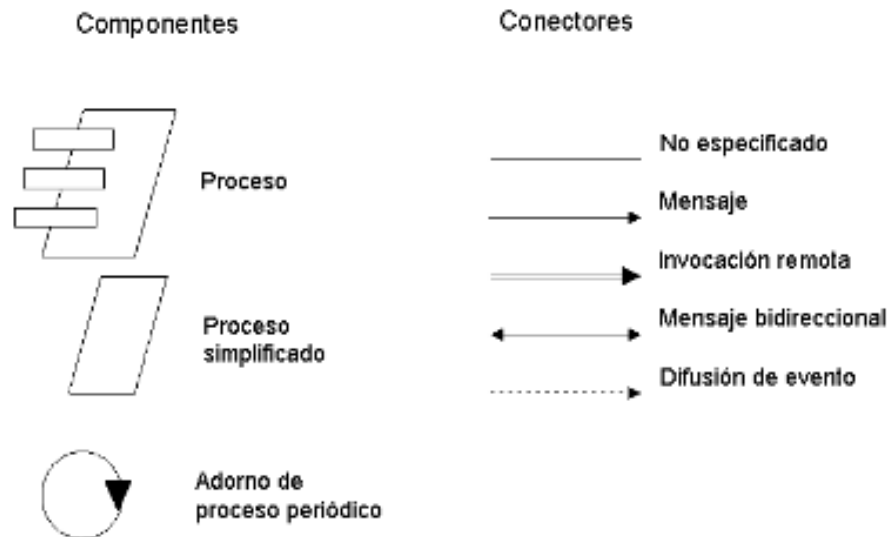 Componentes
Proceso
Proceso
simplificado
Adorno de
proceso periódico
Conectores
No especificado
Mensaje
Invocación remota
Mensaje bidireccional
Difusión de evento